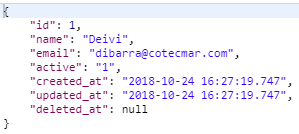 {
"id": 1,
"name": "Deivi",
"email": "dibarra@cotecmar.com",
"active": "1",
"created_at": "2018-10-24 16:27:19.747",
"updated_at": "2018-10-24 16:27:19.747",
"deleted_at": null
}